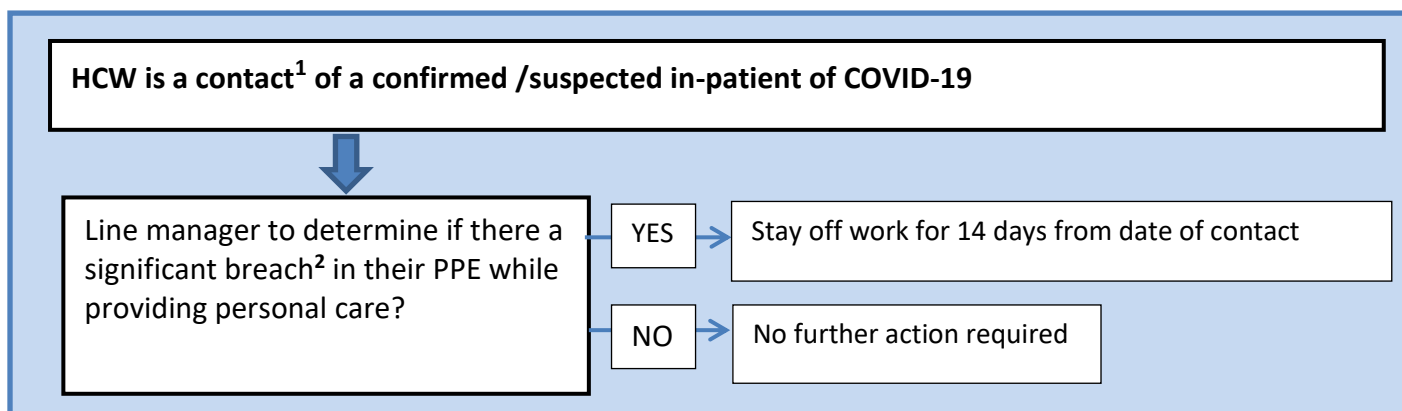 HCW is a contact¹ of a confirmed /suspected in-patient of COVID-19
Line manager to determine if there a
significant breach² in their PPE while
providing personal care?
YES
Stay off work for 14 days from date of contact
NO
No further action required